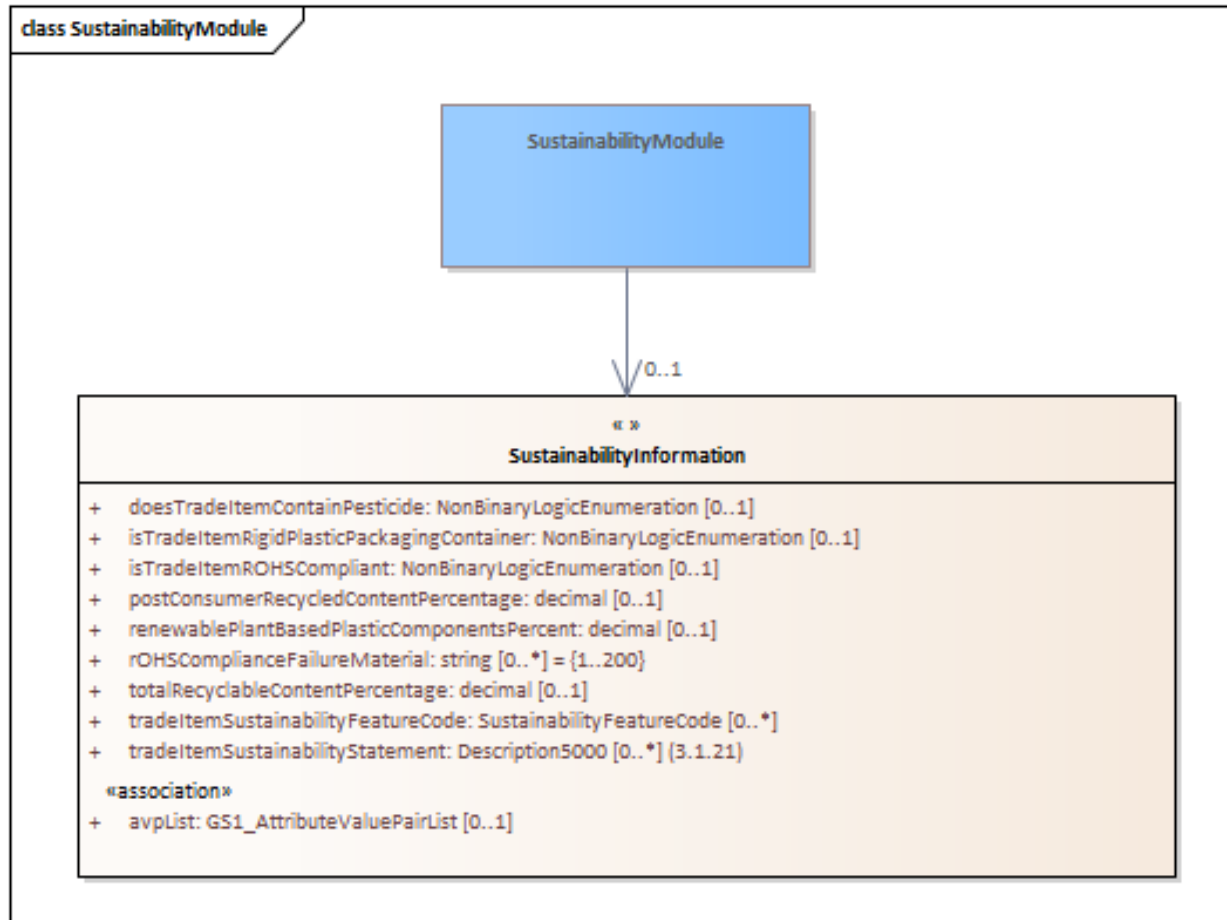 class SustainabilityModule
SustainabilityModule
0..1
« »
SustainabilityInformation
+ doesTradeItemContainPesticide: NonBinaryLogicEnumeration [0..1]
+ isTradeItemRigidPlasticPackagingContainer: NonBinaryLogicEnumeration [0..1]
+ isTradeItemROHSCompliant: NonBinaryLogicEnumeration [0..1]
+ postConsumerRecycledContentPercentage: decimal [0..1]
+ renewablePlantBasedPlasticComponentsPercent: decimal [0..1]
+ rOHSComplianceFailureMaterial: string [0..*] = {1..200}
+ totalRecyclableContentPercentage: decimal [0..1]
+ tradeItemSustainabilityFeatureCode: SustainabilityFeatureCode [0..*]
+ tradeItemSustainabilityStatement: Description5000 [0..*] (3.1.21)
«association»
+ avpList: GS1_AttributeValuePairList [0..1]